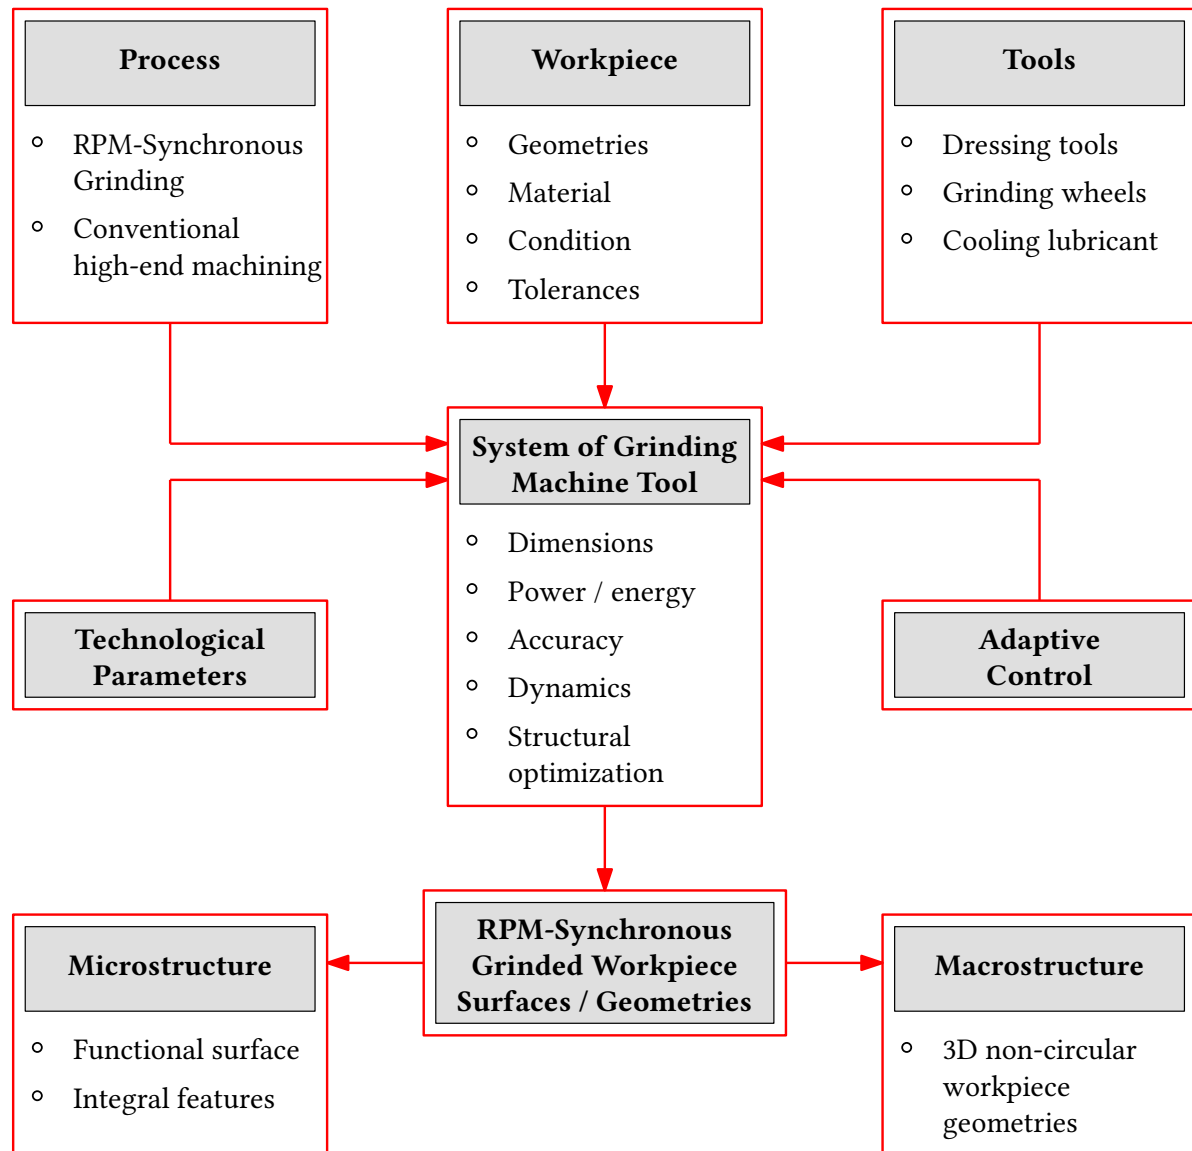 Process
RPM-Synchronous
Grinding
Conventional
high-end machining
Workpiece
Geometries
Material
Condition
Tolerances
Tools
Dressing tools
Grinding wheels
Cooling lubricant
System of Grinding
Machine Tool
Dimensions
Power / energy
Accuracy
Dynamics
Structural
optimization
Technological
Parameters
Adaptive
Control
RPM-Synchronous
Grinded Workpiece
Surfaces / Geometries
Microstructure
Functional surface
Integral features
Macrostructure
3D non-circular
workpiece
geometries